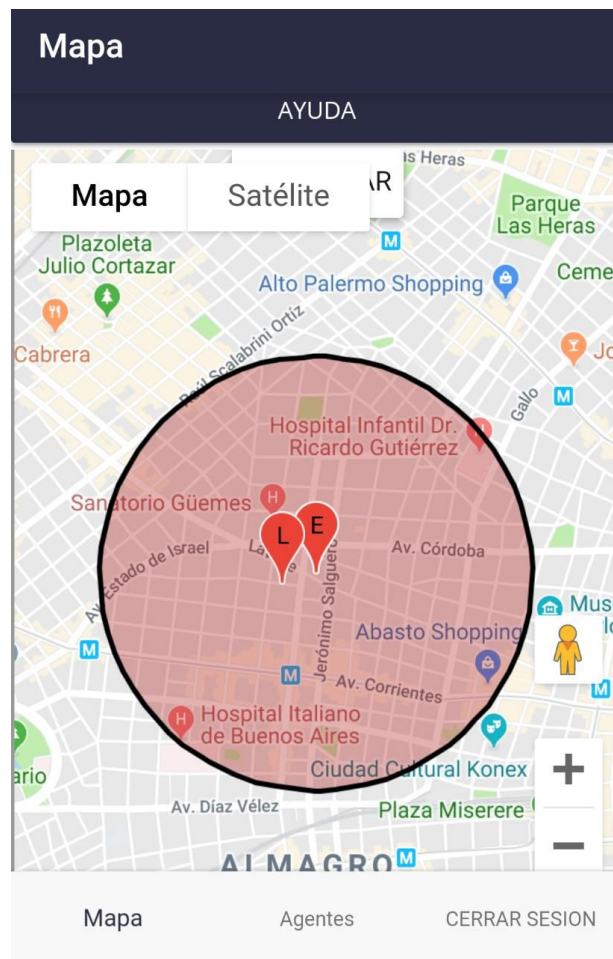 Mapa
AYUDA
Mapa
Satélite
AR
as Heras
Parque
Las Heras
Plazoleta
Julio Cortazar
M
Alto Palermo Shopping
Ceme
Cabrera
Raúl Scalabrini Ortiz
Jo
Gallo
M
Hospital Infantil Dr.
Ricardo Gutiérrez
H
Sanatorio Güemes
H
L
E
Av. Estado de Israel
Av. Córdoba
Jerónimo Salguero
Mus
Abasto Shopping
M
M
M
Av. Corrientes
H
Hospital Italiano
de Buenos Aires
ario
Ciudad Cultural Konex
+
Av. Díaz Vélez
Plaza Miserere
−
ALMAGRO
M
Mapa
Agentes
CERRAR SESION